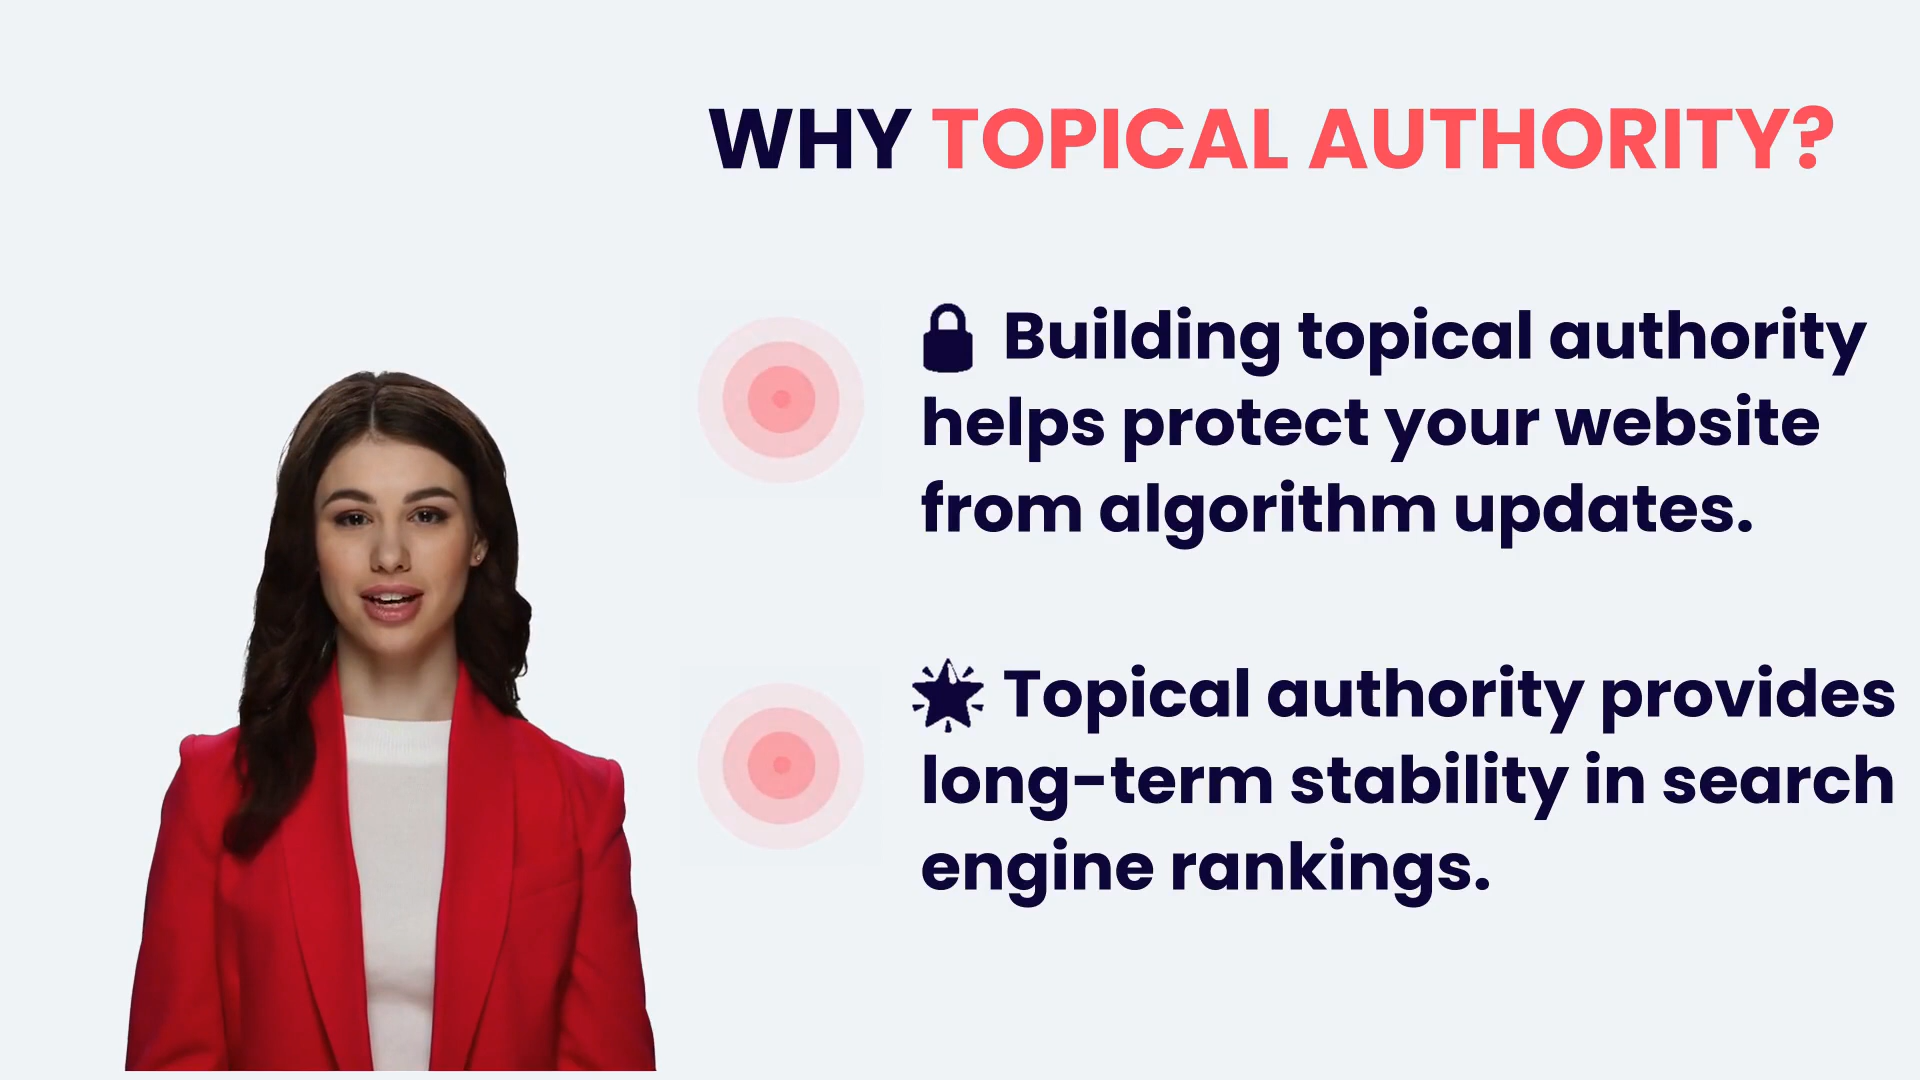 WHY TOPICAL AUTHORITY?
Building topical authority
helps protect your website
from algorithm updates.
Topical authority provides
long-term stability in search
engine rankings.